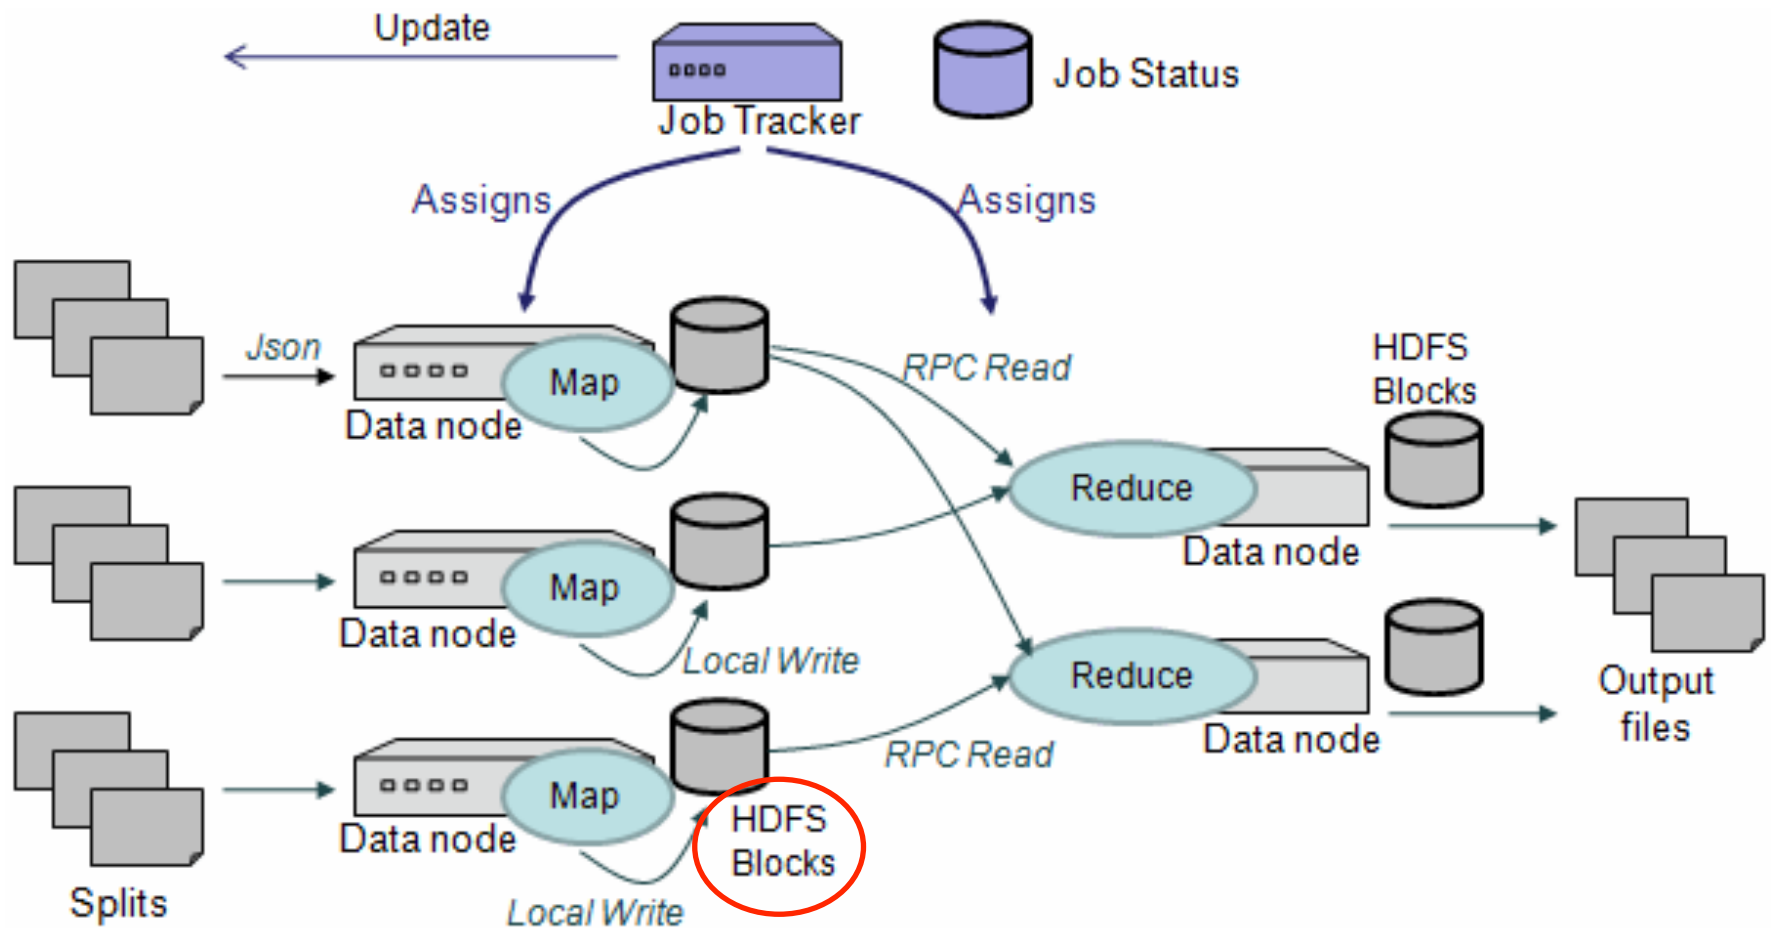 Update
Job Tracker
Job Status
Assigns
Assigns
Json
Map
Data node
RPC Read
HDFS
Blocks
Reduce
Data node
Map
Data node
Local Write
Reduce
Data node
Output
files
RPC Read
Map
Data node
HDFS
Blocks
Splits
Local Write